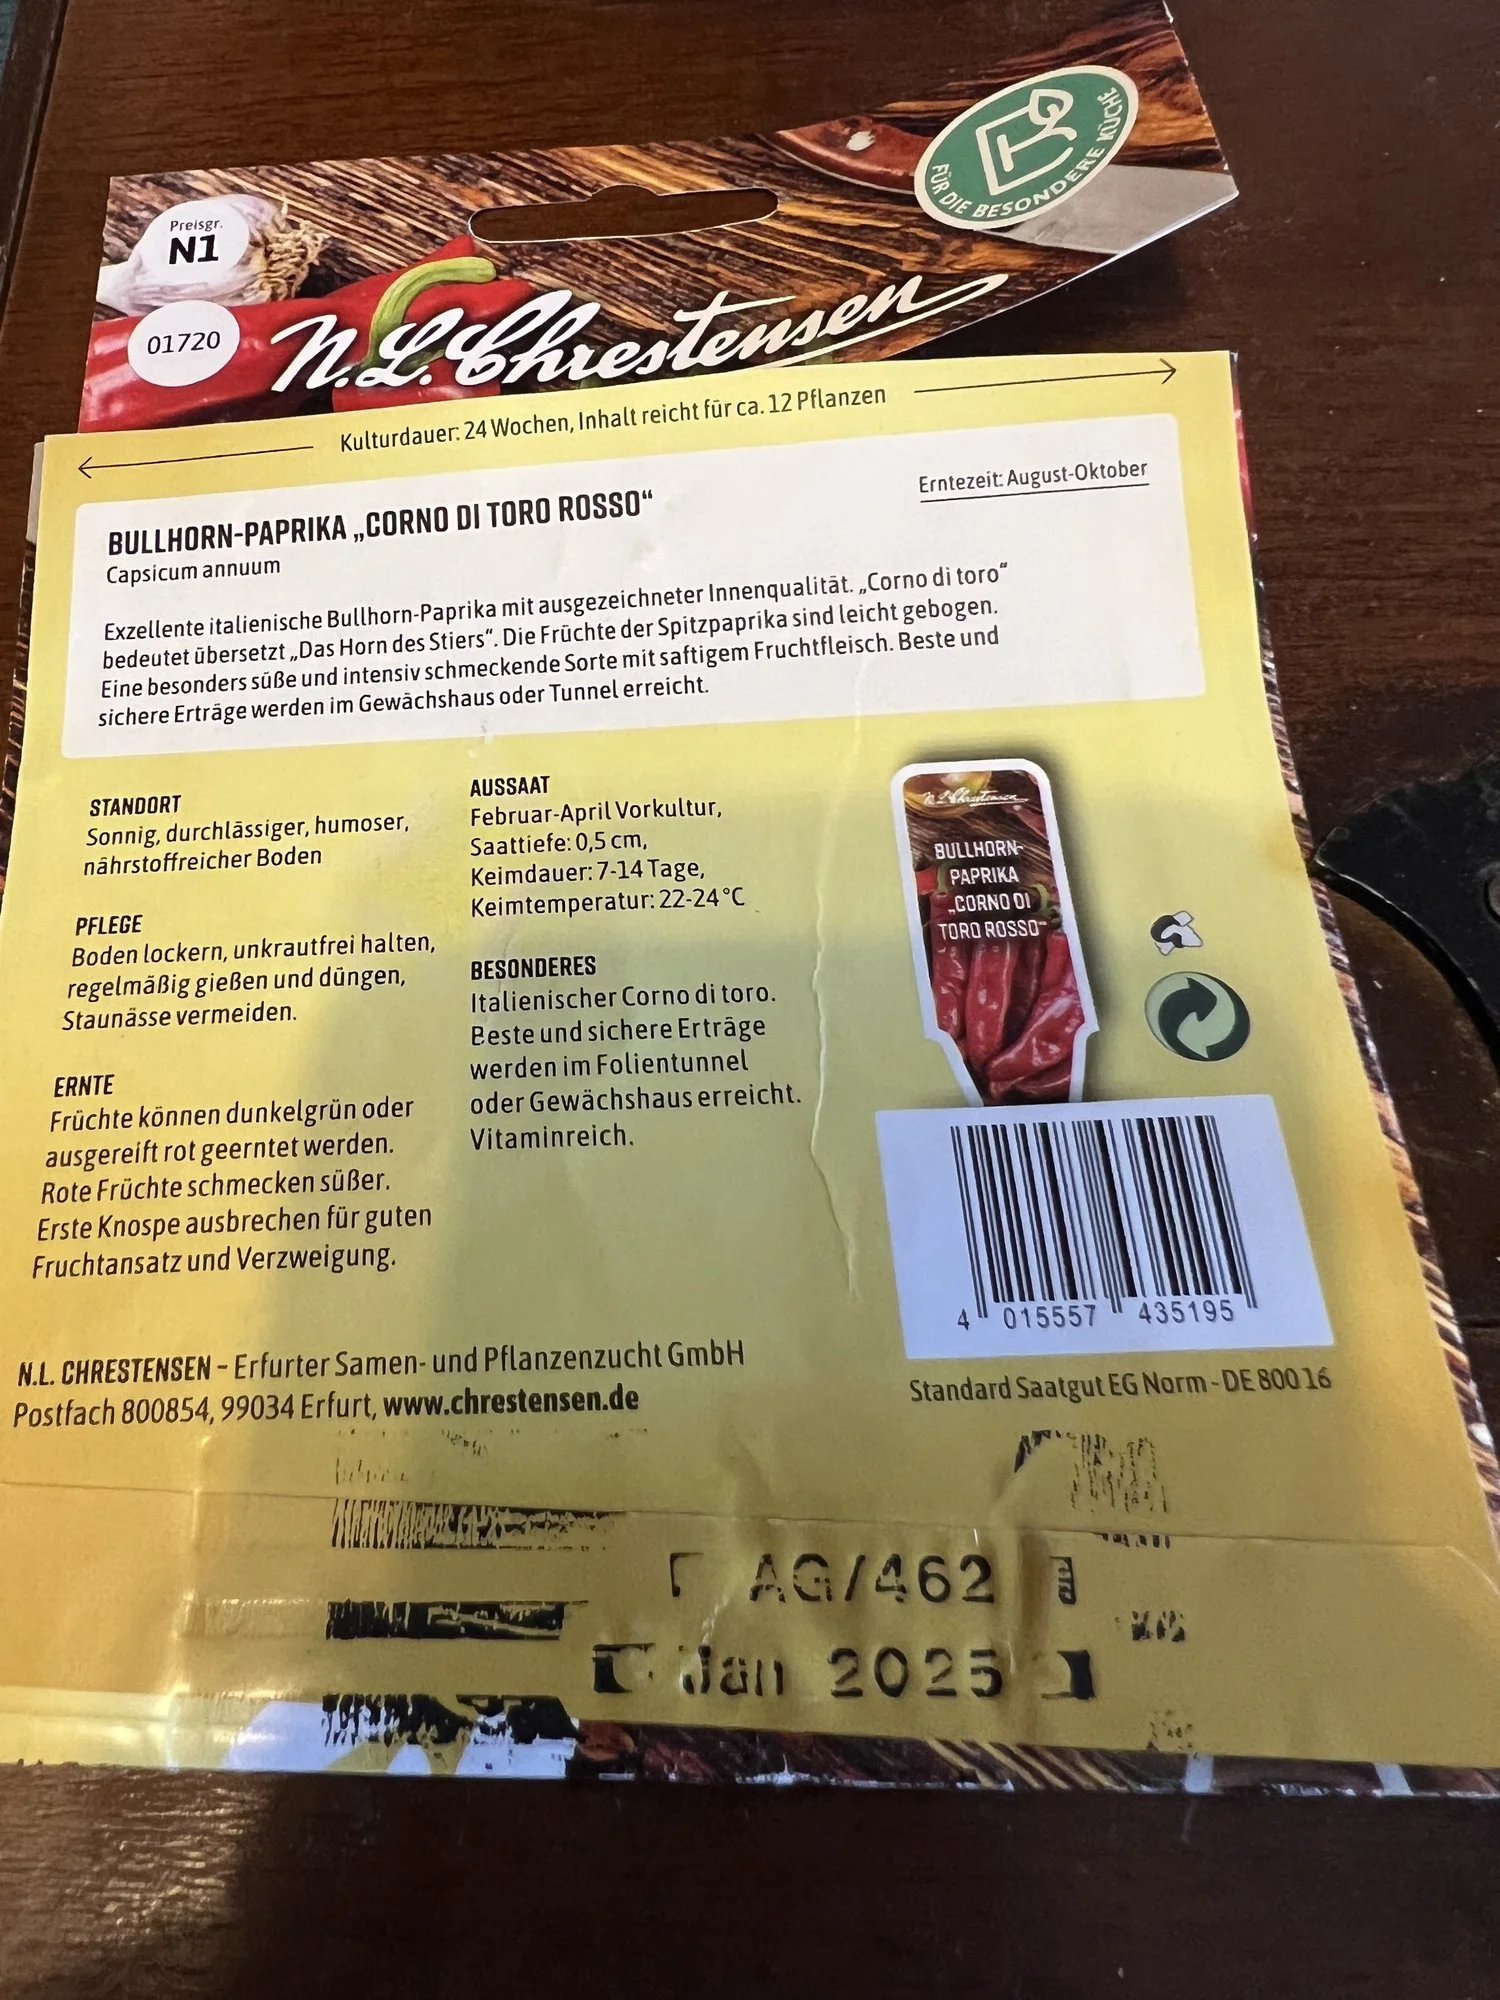 FÜR DIE BESONDERE KÜCHE
Preisgr.
N1
01720
N.L. Chrestensen
Kulturdauer: 24 Wochen, Inhalt reicht für ca. 12 Pflanzen
Erntezeit: August-Oktober
BULLHORN-PAPRIKA „CORNO DI TORO ROSSO“
Capsicum annuum
Exzellente italienische Bullhorn-Paprika mit ausgezeichneter Innenqualität. „Corno di toro“
bedeutet übersetzt „Das Horn des Stiers“. Die Früchte der Spitzpaprika sind leicht gebogen.
Eine besonders süße und intensiv schmeckende Sorte mit saftigem Fruchtfleisch. Beste und
sichere Erträge werden im Gewächshaus oder Tunnel erreicht.
STANDORT
Sonnig, durchlässiger, humoser,
nährstoffreicher Boden
PFLEGE
Boden lockern, unkrautfrei halten,
regelmäßig gießen und düngen,
Staunässe vermeiden.
ERNTE
Früchte können dunkelgrün oder
ausgereift rot geerntet werden.
Rote Früchte schmecken süßer.
Erste Knospe ausbrechen für guten
Fruchtansatz und Verzweigung.
AUSSAAT
Februar-April Vorkultur,
Saattiefe: 0,5 cm,
Keimdauer: 7-14 Tage,
Keimtemperatur: 22-24 °C
BESONDERES
Italienischer Corno di toro.
Beste und sichere Erträge
werden im Folientunnel
oder Gewächshaus erreicht.
Vitaminreich.
N.L. Chrestensen
BULLHORN-
PAPRIKA
„CORNO DI
TORO ROSSO“
4 015557 435195
N.L. CHRESTENSEN – Erfurter Samen- und Pflanzenzucht GmbH
Postfach 800854, 99034 Erfurt, www.chrestensen.de
Standard Saatgut EG Norm - DE 800 16
AG/462
Jan 2025